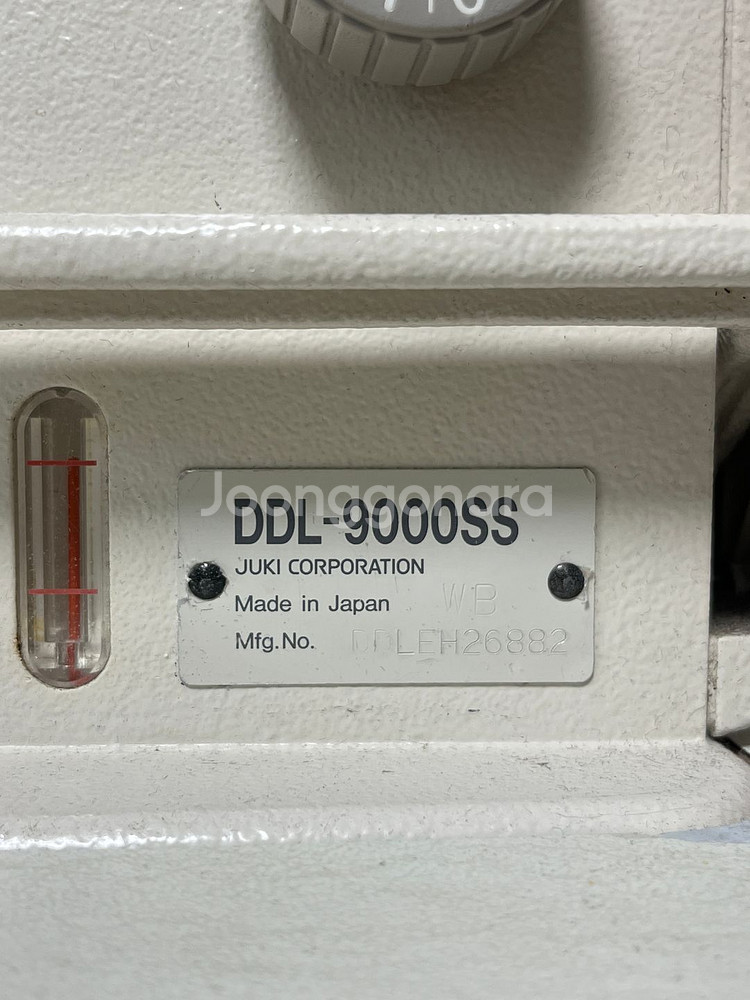 Joonggonara
DDL-9000SS
JUKI CORPORATION
Made in Japan WB
Mfg.No. DDLEH26882